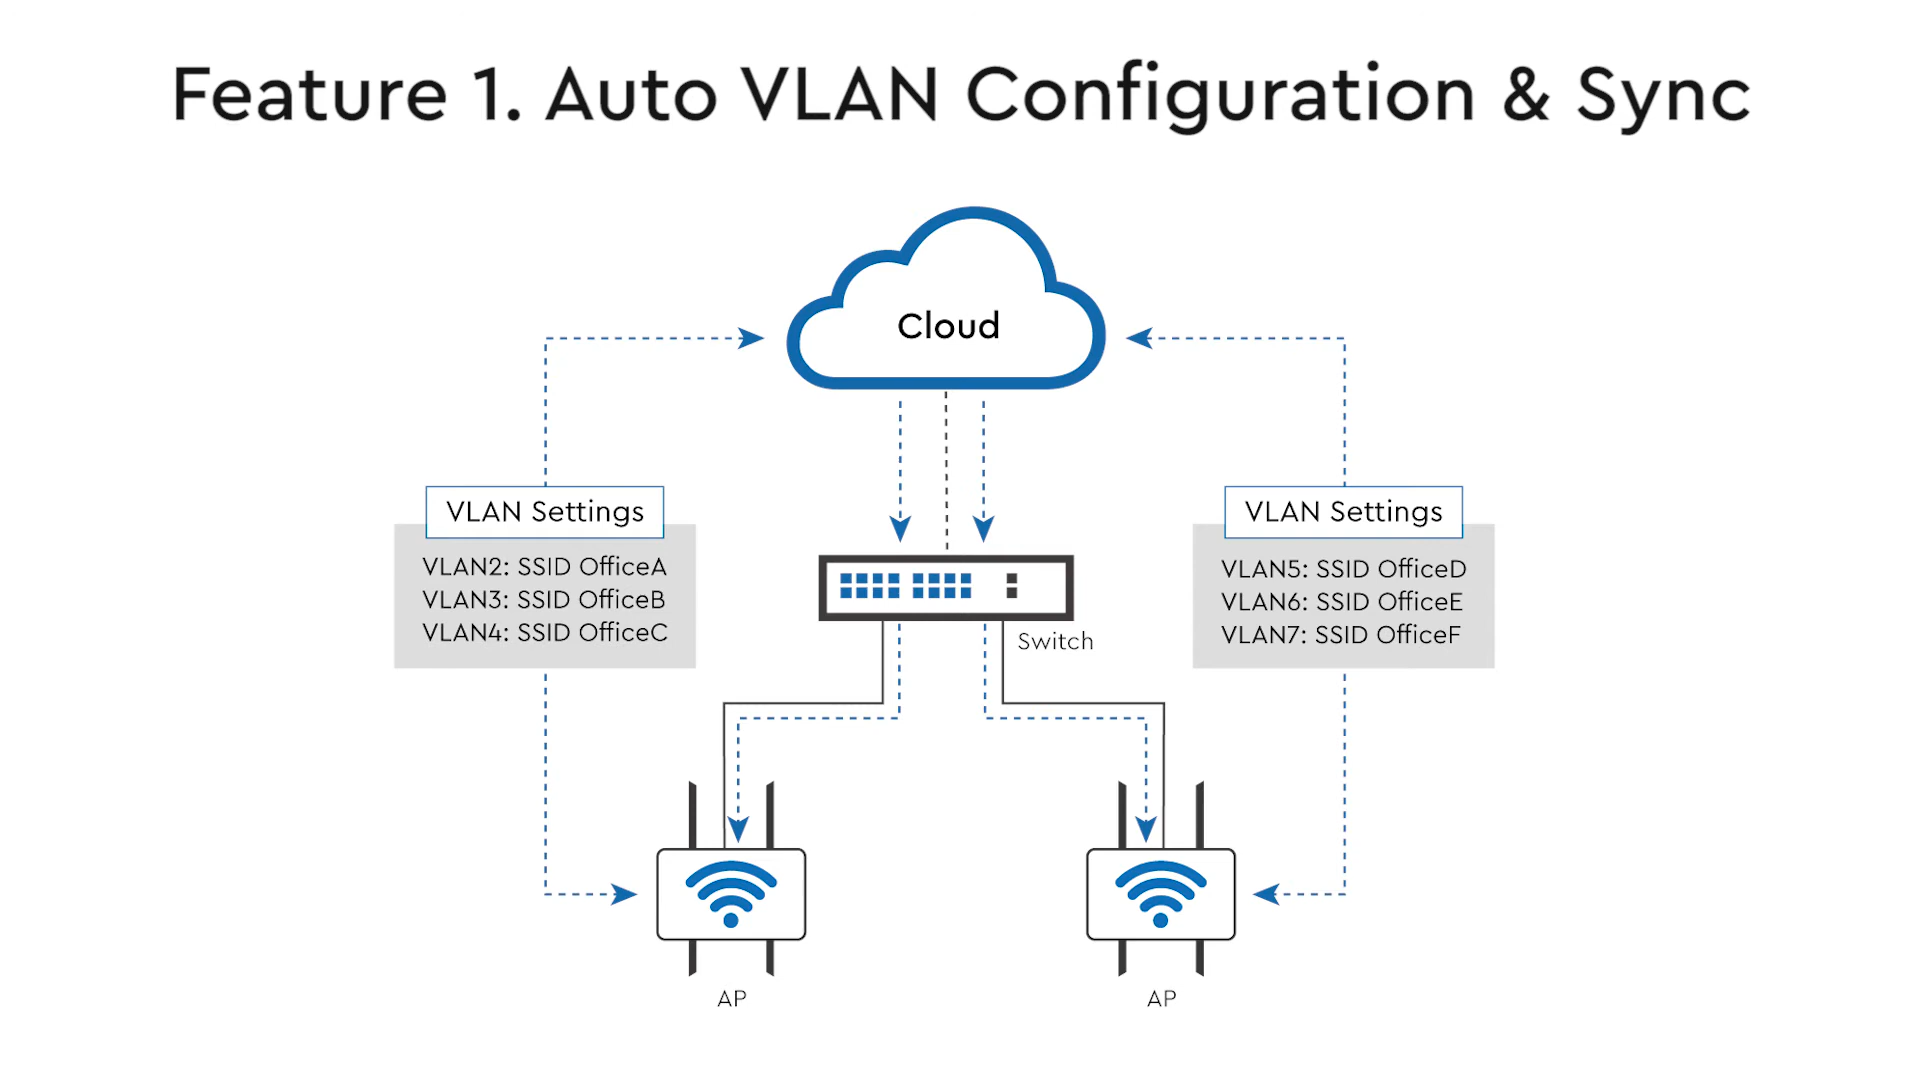 Feature 1. Auto VLAN Configuration & Sync
Cloud
VLAN Settings
VLAN2: SSID OfficeA
VLAN3: SSID OfficeB
VLAN4: SSID OfficeC
VLAN Settings
VLAN5: SSID OfficeD
VLAN6: SSID OfficeE
VLAN7: SSID OfficeF
Switch
AP
AP